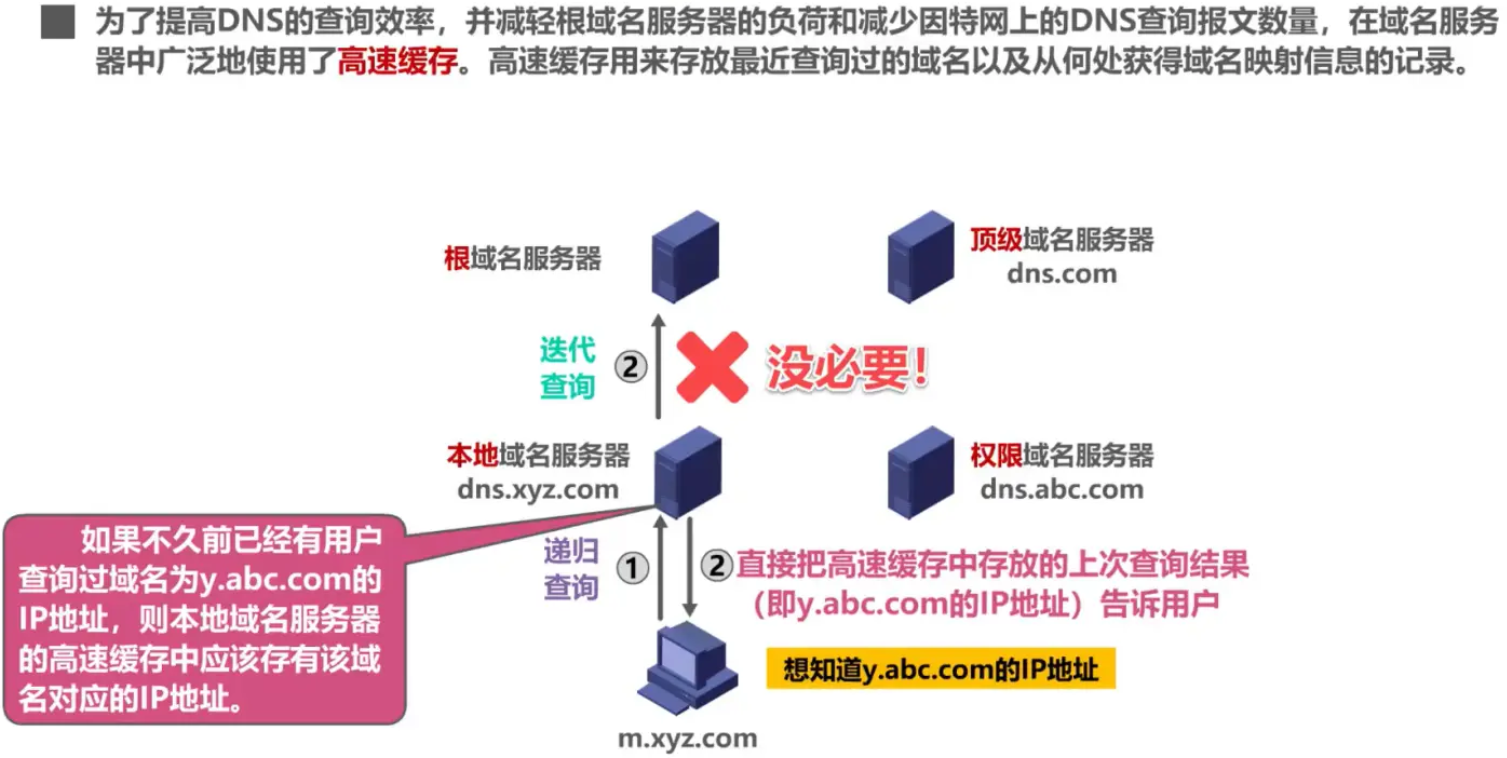 为了提高DNS的查询效率，并减轻根域名服务器的负荷和减少因特网上的DNS查询报文数量，在域名服务
器中广泛地使用了高速缓存。高速缓存用来存放最近查询过的域名以及从何处获得域名映射信息的记录。
根域名服务器
顶级域名服务器
dns.com
迭代
查询
②
没必要！
本地域名服务器
dns.xyz.com
权限域名服务器
dns.abc.com
如果不久前已经有用户
查询过域名为y.abc.com的
IP地址，则本地域名服务器
的高速缓存中应该存有该域
名对应的IP地址。
递归
查询
①
②直接把高速缓存中存放的上次查询结果
（即y.abc.com的IP地址）告诉用户
想知道y.abc.com的IP地址
m.xyz.com